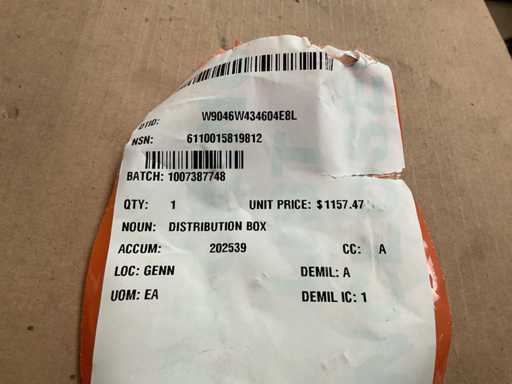 DTID: W9046W434604E8L
NSN: 6110015819812
BATCH: 1007387748
QTY: 1 UNIT PRICE: $1157.47
NOUN: DISTRIBUTION BOX
ACCUM: 202539 CC: A
LOC: GENN DEMIL: A
UOM: EA DEMIL IC: 1